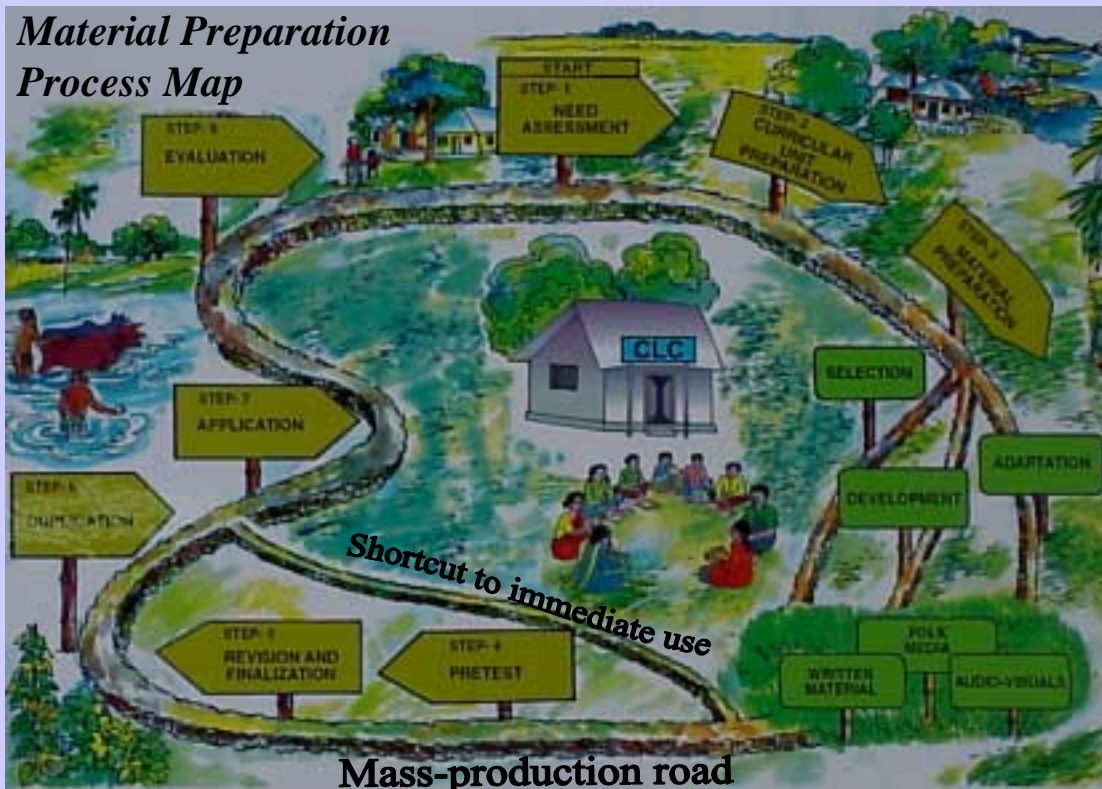 Material Preparation
Process Map
START
STEP- 1
NEED
ASSESSMENT
STEP- 2
CURRICULAR
UNIT
PREPARATION
STEP- 3
MATERIAL
PREPARATION
SELECTION
DEVELOPMENT
ADAPTATION
FOLK
MEDIA
WRITTEN
MATERIAL
AUDIO-VISUALS
CLC
Shortcut to immediate use
Mass-production road
STEP- 4
PRETEST
STEP- 5
REVISION AND
FINALIZATION
STEP- 6
DUPLICATION
STEP- 7
APPLICATION
EVALUATION